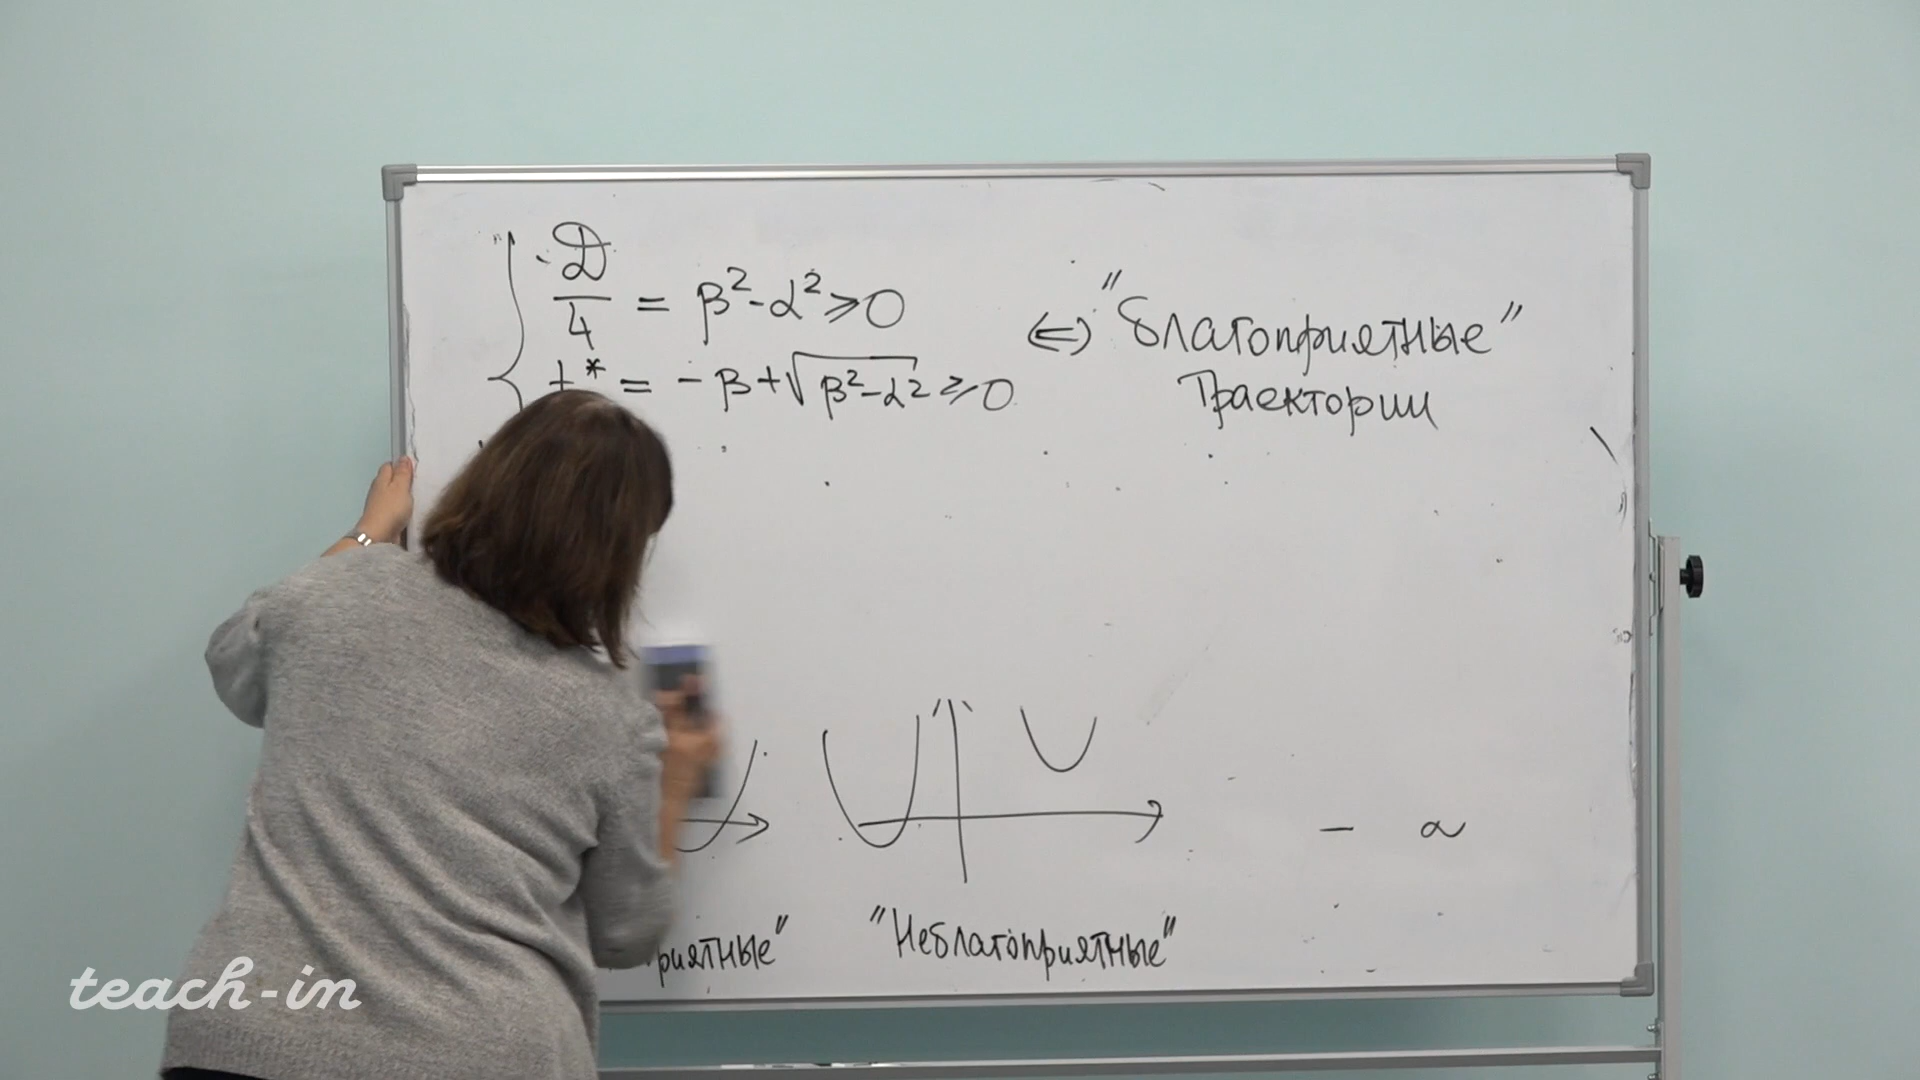 D/4 = β² - α² ⩾ 0
t* = - β + √(β² - α²) ⩾ 0
⇔ "благоприятные"
траектории
- ∝
приятные" "Неблагоприятные"
teach-in